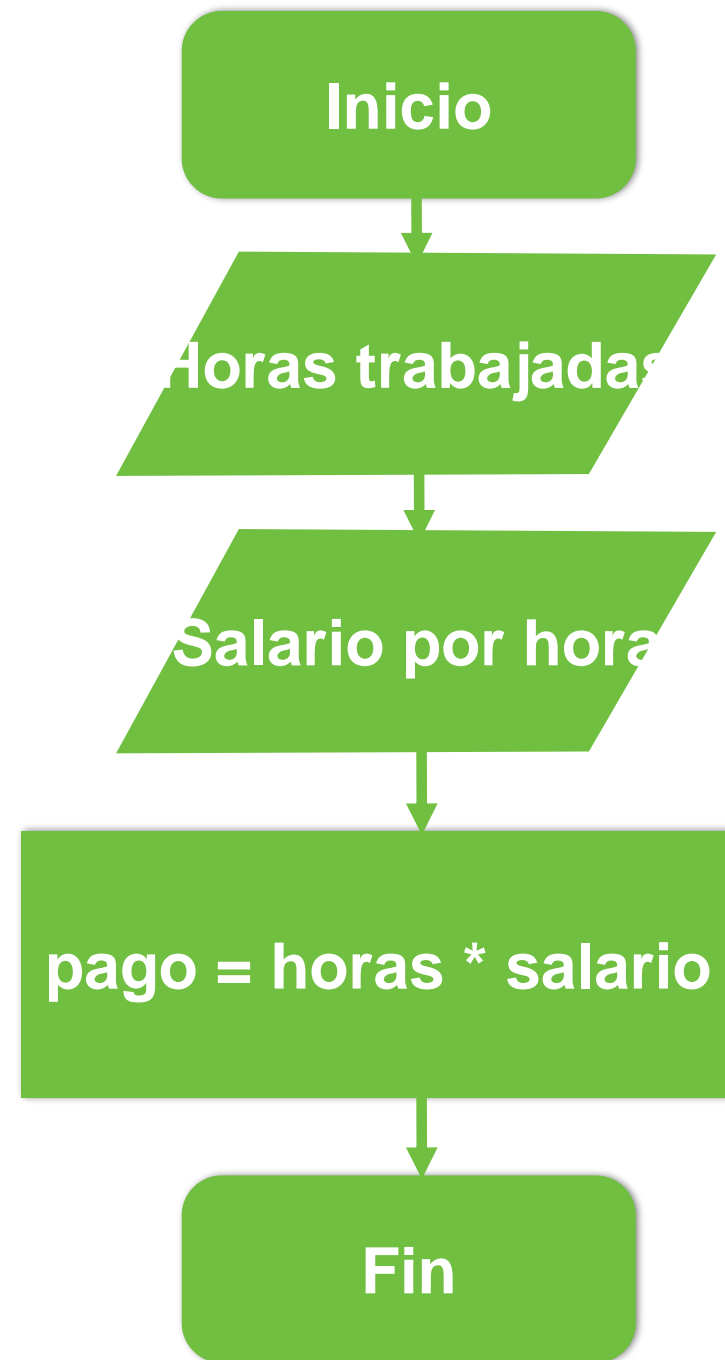 Inicio
Horas trabajadas
Salario por hora
pago = horas * salario
Fin